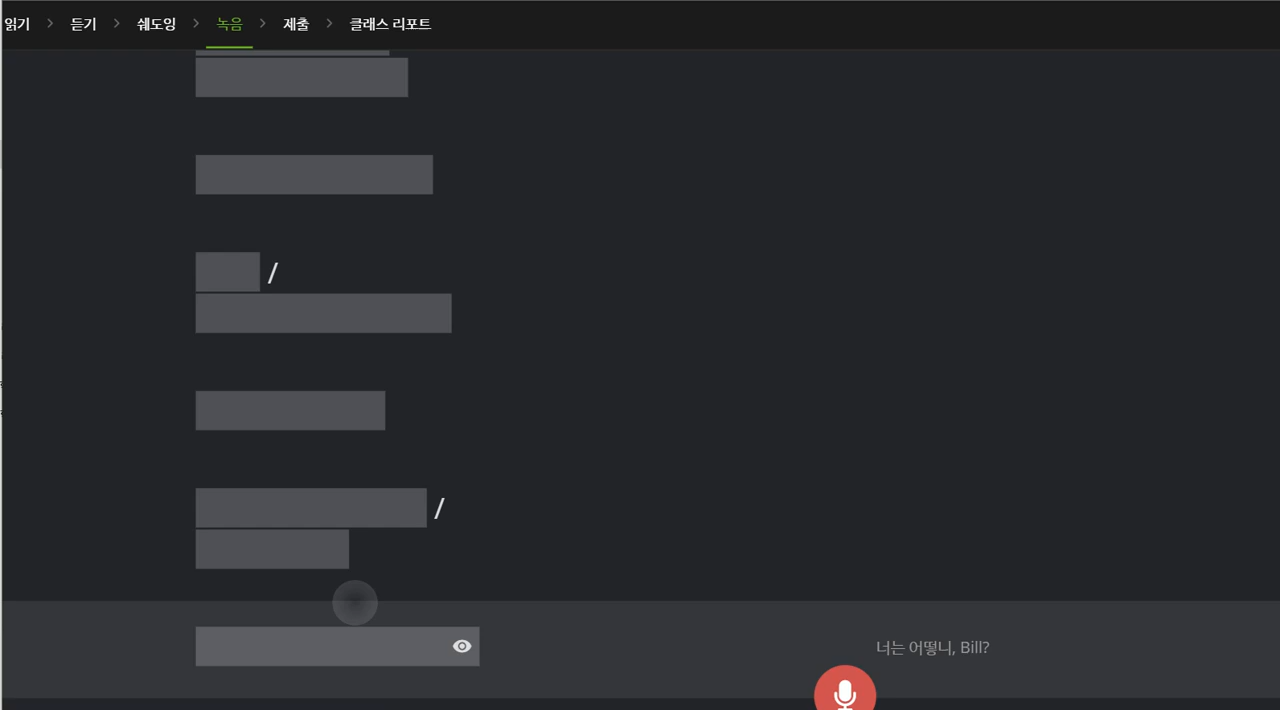 읽기 > 듣기 > 쉐도잉 > 녹음 > 제출 > 클래스 리포트
/
/
너는 어떻니, Bill?